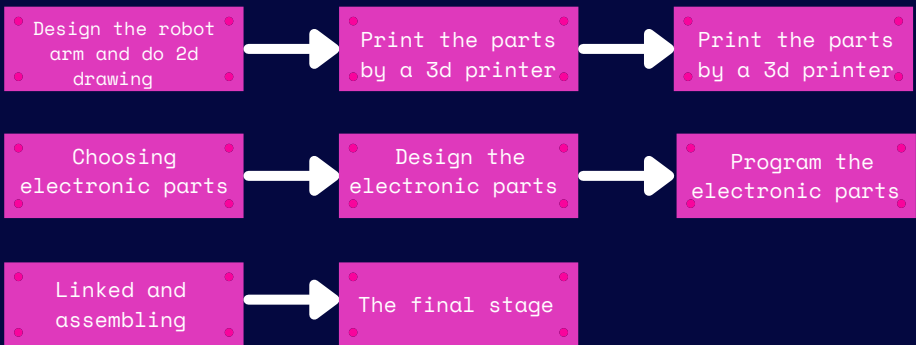 Design the robot
arm and do 2d
drawing
Print the parts
by a 3d printer
Print the parts
by a 3d printer
Choosing
electronic parts
Design the
electronic parts
Program the
electronic parts
Linked and
assembling
The final stage